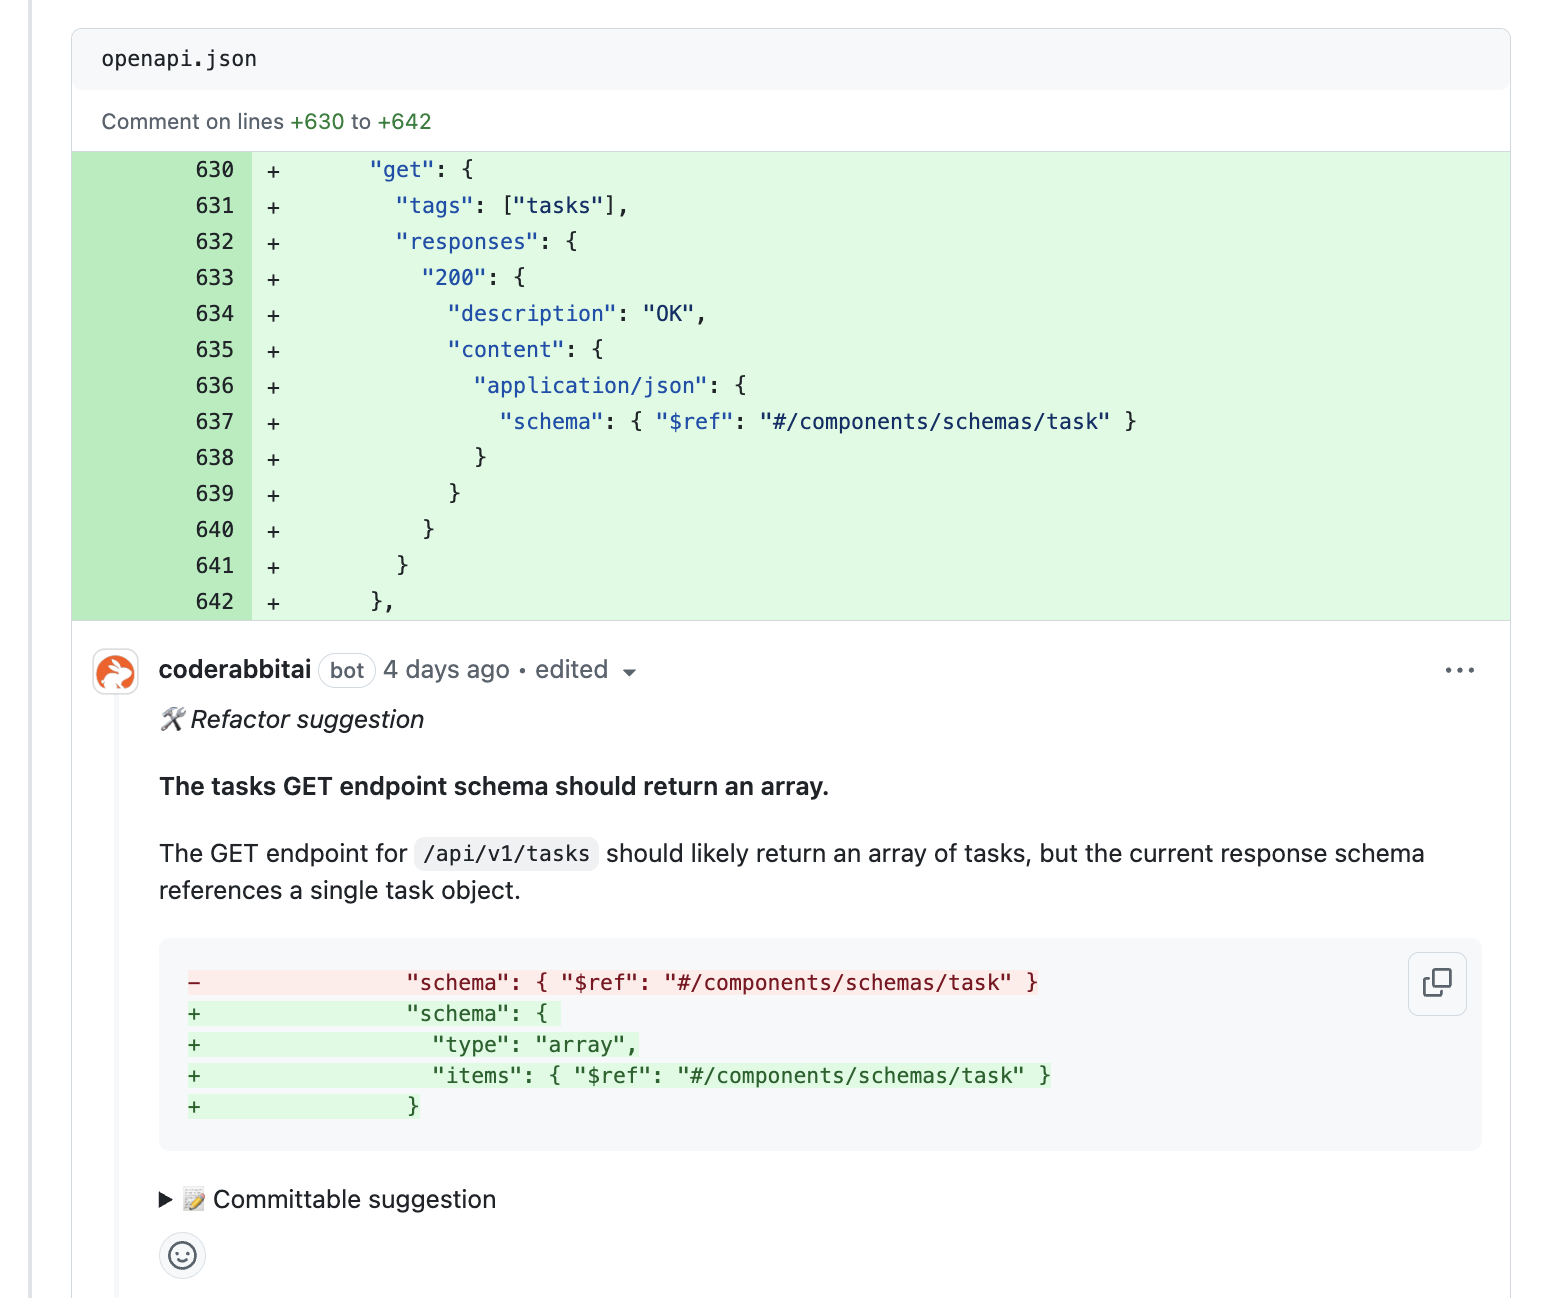 openapi.json
Comment on lines +630 to +642
630 + "get": {
631 + "tags": ["tasks"],
632 + "responses": {
633 + "200": {
634 + "description": "OK",
635 + "content": {
636 + "application/json": {
637 + "schema": { "$ref": "#/components/schemas/task" }
638 + }
639 + }
640 + }
641 + }
642 + },
coderabbitai bot 4 days ago • edited
🛠️ Refactor suggestion
The tasks GET endpoint schema should return an array.
The GET endpoint for /api/v1/tasks should likely return an array of tasks, but the current response schema
references a single task object.
- "schema": { "$ref": "#/components/schemas/task" }
+ "schema": {
+ "type": "array",
+ "items": { "$ref": "#/components/schemas/task" }
+ }
▶ 📝 Committable suggestion